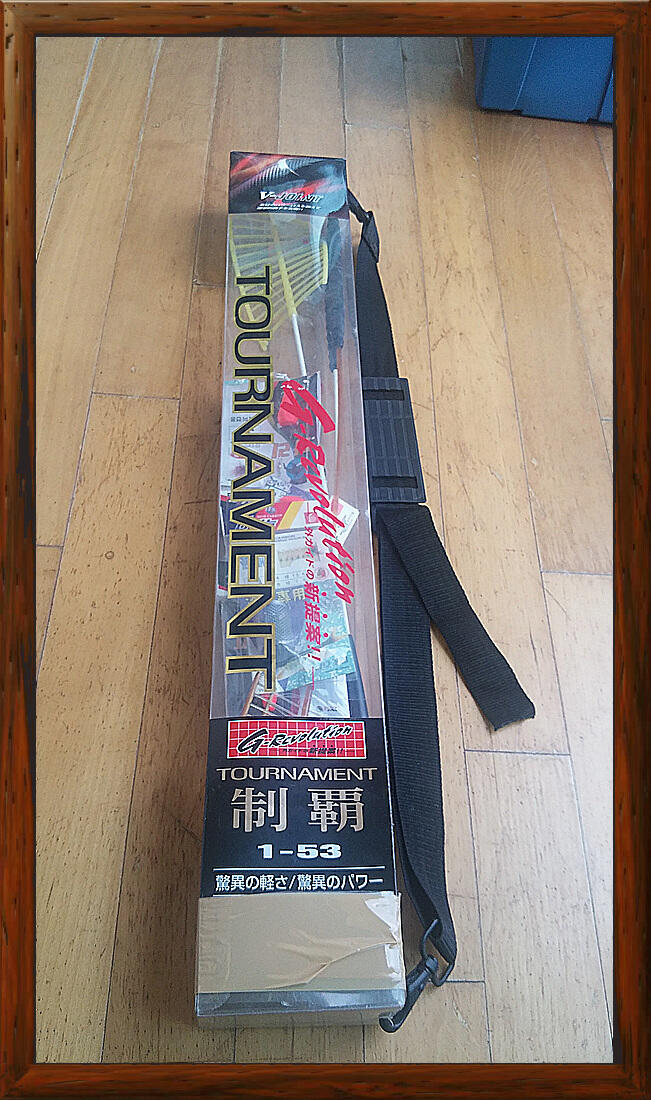 V-JOINT
TOURNAMENT
G-Revolution
ガイドの新提案!!
G-Revolution
TOURNAMENT
制覇
1-53
驚異の軽さ/驚異のパワー